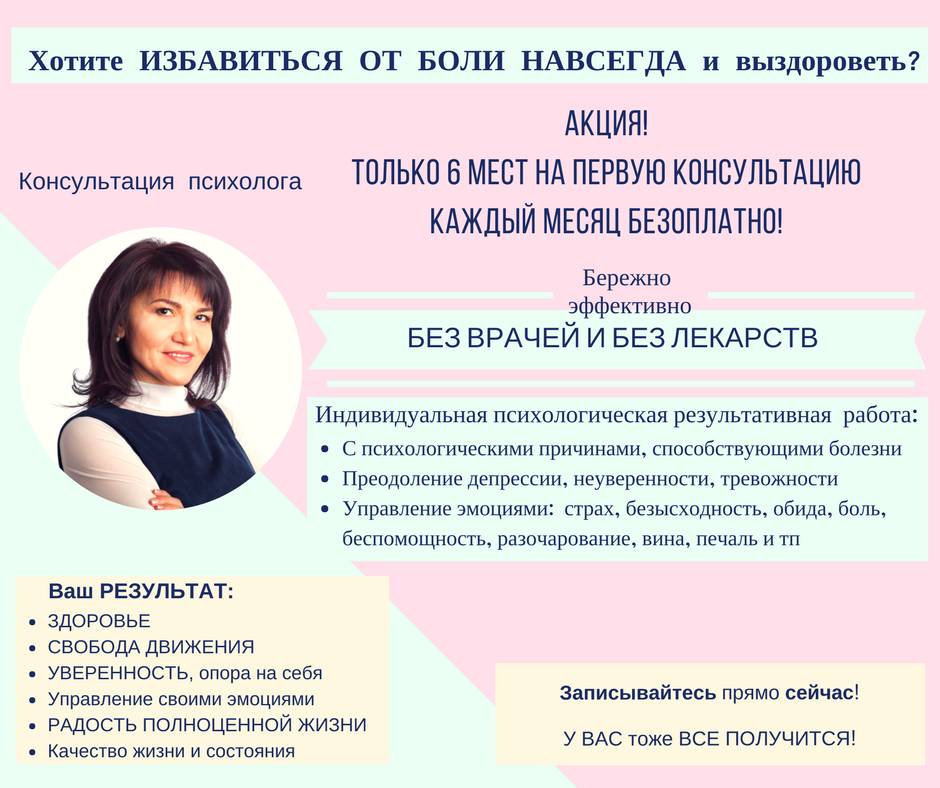 Хотите ИЗБАВИТЬСЯ ОТ БОЛИ НАВСЕГДА и выздороветь?
АКЦИЯ!
ТОЛЬКО 6 МЕСТ НА ПЕРВУЮ КОНСУЛЬТАЦИЮ
КАЖДЫЙ МЕСЯЦ БЕЗОПЛАТНО!
Консультация психолога
Бережно
эффективно
БЕЗ ВРАЧЕЙ И БЕЗ ЛЕКАРСТВ
Индивидуальная психологическая результативная работа:
• С психологическими причинами, способствующими болезни
• Преодоление депрессии, неуверенности, тревожности
• Управление эмоциями: страх, безысходность, обида, боль,
беспомощность, разочарование, вина, печаль и тп
Ваш РЕЗУЛЬТАТ:
• ЗДОРОВЬЕ
• СВОБОДА ДВИЖЕНИЯ
• УВЕРЕННОСТЬ, опора на себя
• Управление своими эмоциями
• РАДОСТЬ ПОЛНОЦЕННОЙ ЖИЗНИ
• Качество жизни и состояния
Записывайтесь прямо сейчас!
У ВАС тоже ВСЕ ПОЛУЧИТСЯ!